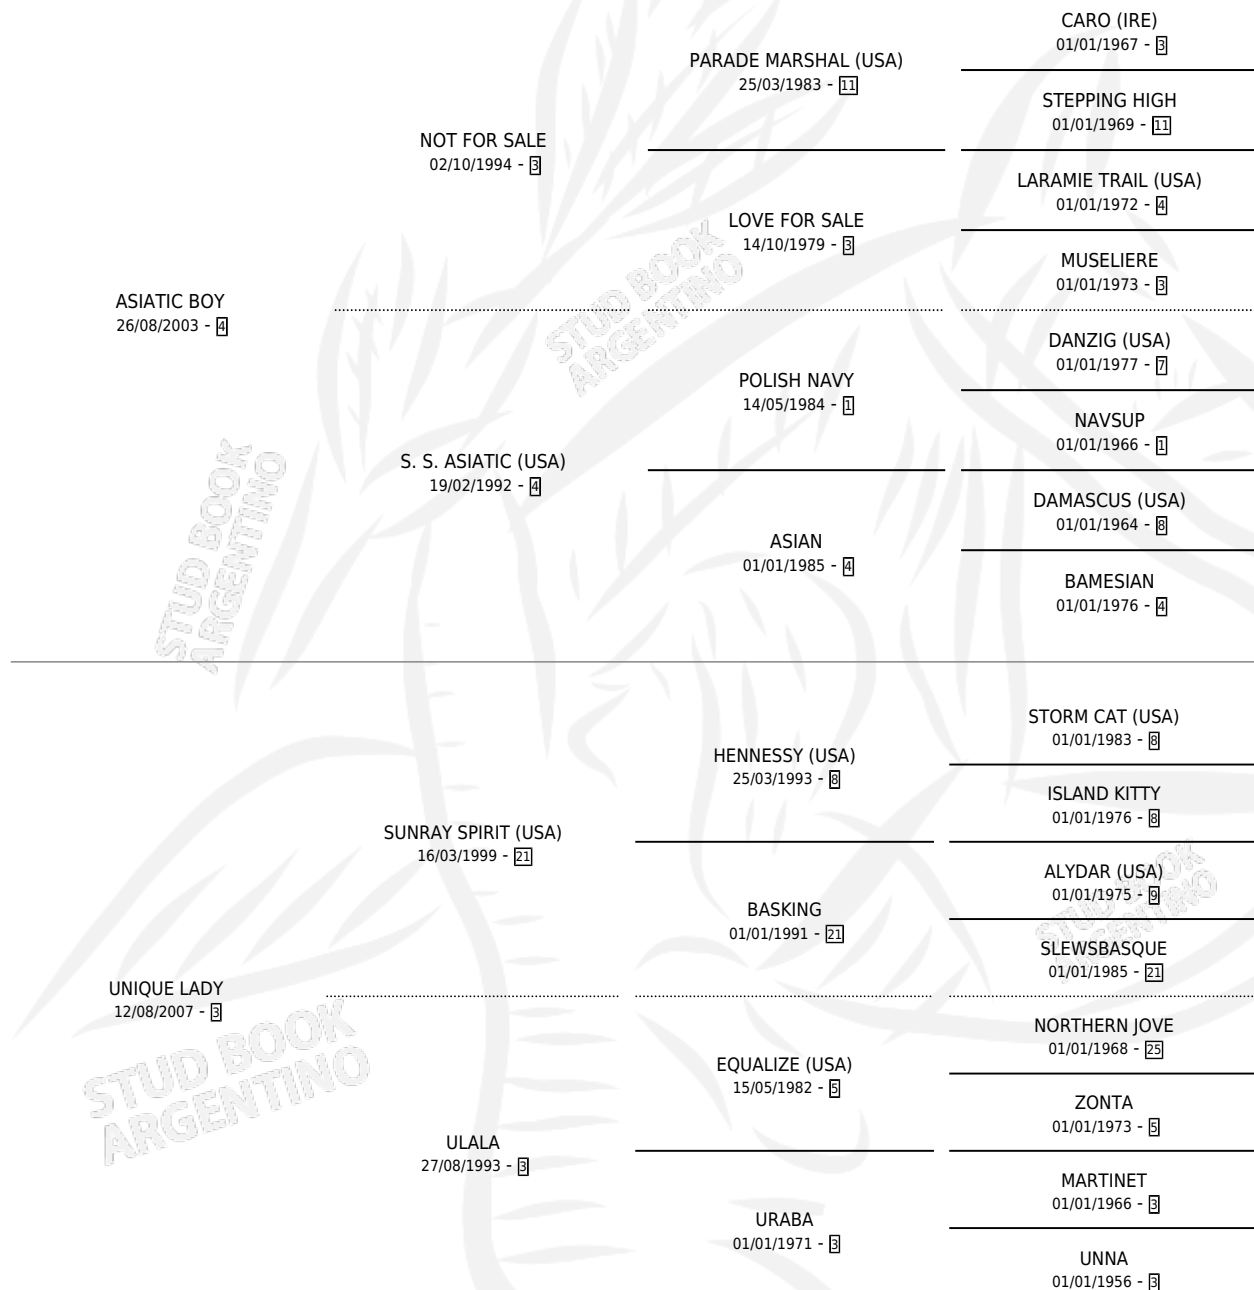 CARO (IRE)
01/01/1967 - 3
PARADE MARSHAL (USA)
25/03/1983 - 11
STEPPING HIGH
01/01/1969 - 11
NOT FOR SALE
02/10/1994 - 3
LARAMIE TRAIL (USA)
01/01/1972 - 4
LOVE FOR SALE
14/10/1979 - 3
MUSELIERE
01/01/1973 - 3
ASIATIC BOY
26/08/2003 - 4
DANZIG (USA)
01/01/1977 - 7
POLISH NAVY
14/05/1984 - 1
NAVSUP
01/01/1966 - 1
S. S. ASIATIC (USA)
19/02/1992 - 4
DAMASCUS (USA)
01/01/1964 - 8
ASIAN
01/01/1985 - 4
BAMESIAN
01/01/1976 - 4
STORM CAT (USA)
01/01/1983 - 8
HENNESSY (USA)
25/03/1993 - 8
ISLAND KITTY
01/01/1976 - 8
SUNRAY SPIRIT (USA)
16/03/1999 - 21
ALYDAR (USA)
01/01/1975 - 9
BASKING
01/01/1991 - 21
SLEWSBASQUE
01/01/1985 - 21
UNIQUE LADY
12/08/2007 - 3
NORTHERN JOVE
01/01/1968 - 25
EQUALIZE (USA)
15/05/1982 - 5
ZONTA
01/01/1973 - 5
ULALA
27/08/1993 - 3
MARTINET
01/01/1966 - 3
URABA
01/01/1971 - 3
UNNA
01/01/1956 - 3
STUD BOOK
ARGENTINO
STUD BOOK
ARGENTINO
STUD BOOK
ARGENTINO
STUD BOOK
ARGENTINO